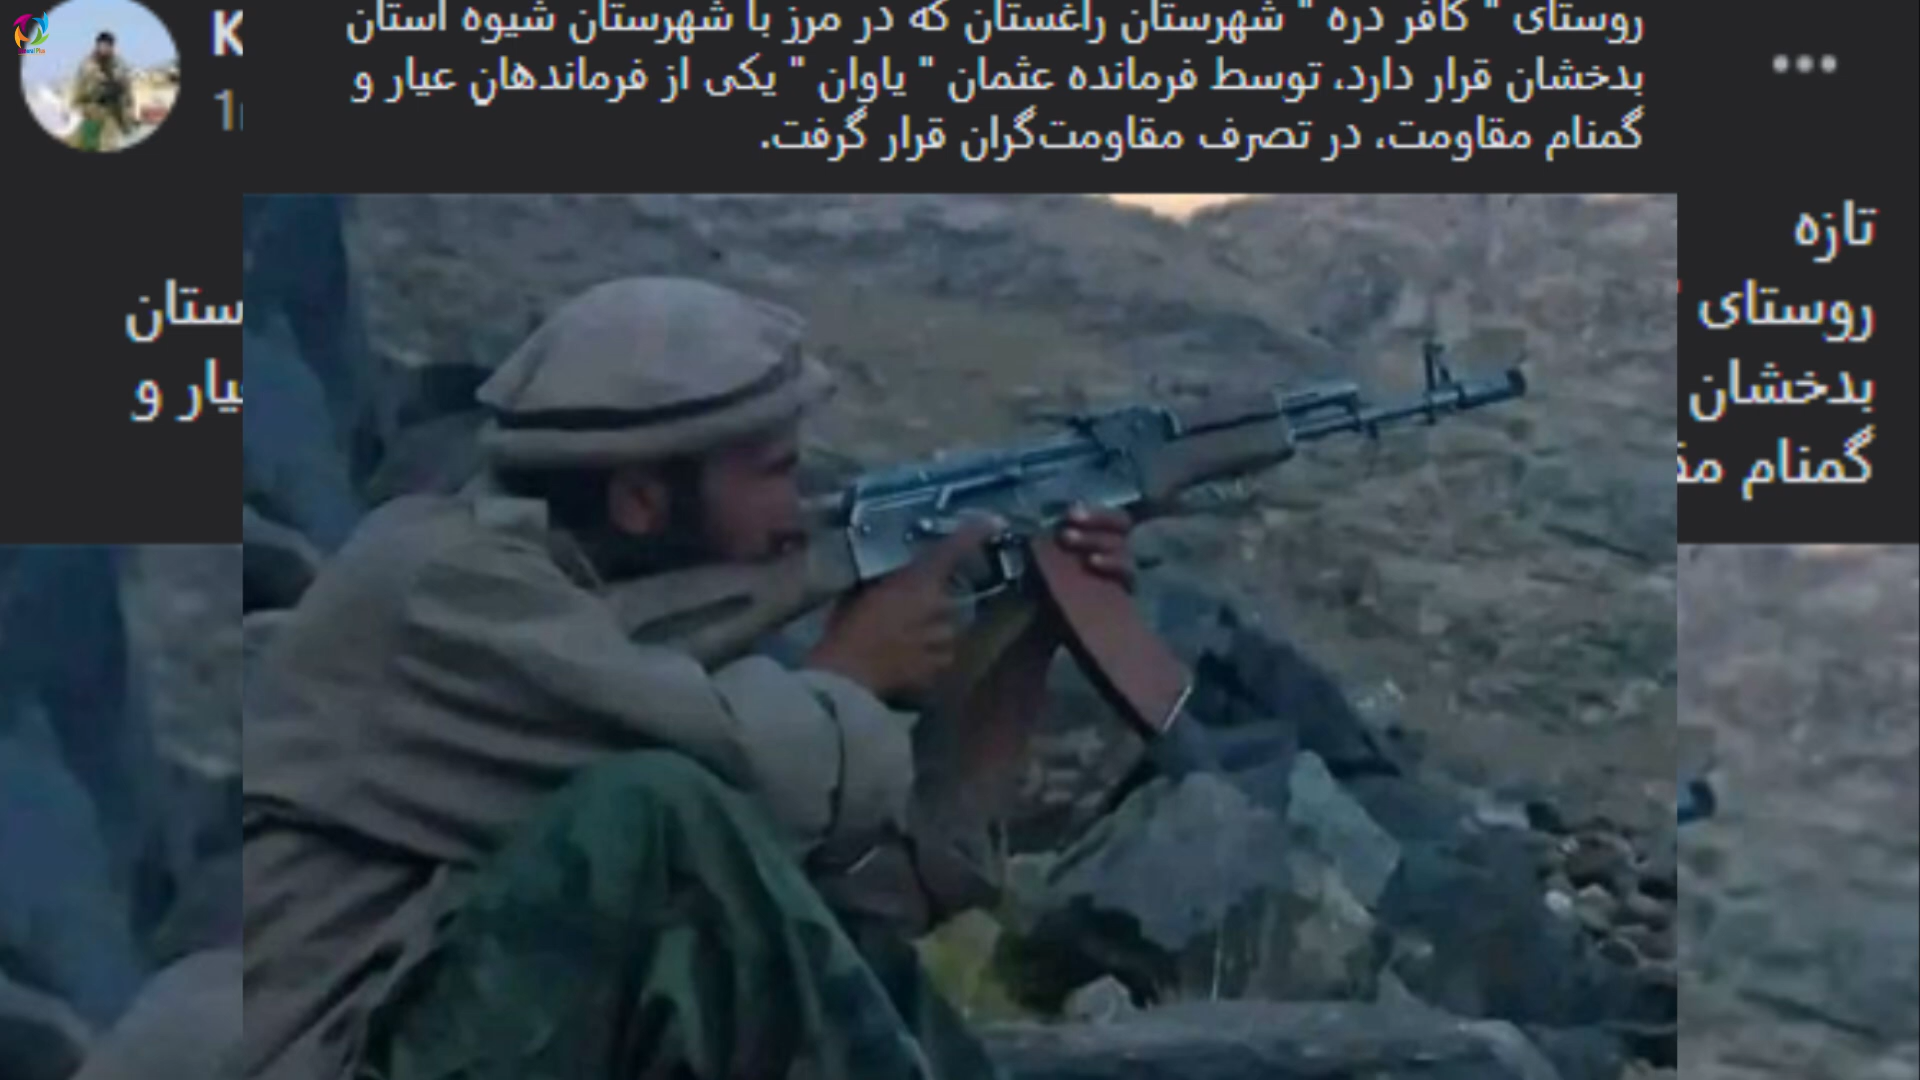 روستای " کافر دره " شهرستان راغستان که در مرز با شهرستان شیوه استان
بدخشان قرار دارد، توسط فرمانده عثمان " یاوان " یکی از فرماندهانِ عیار و
گمنام مقاومت، در تصرف مقاومت‌گران قرار گرفت.
K
تازه
روستای
ستان
بدخشان
یار و
گمنام